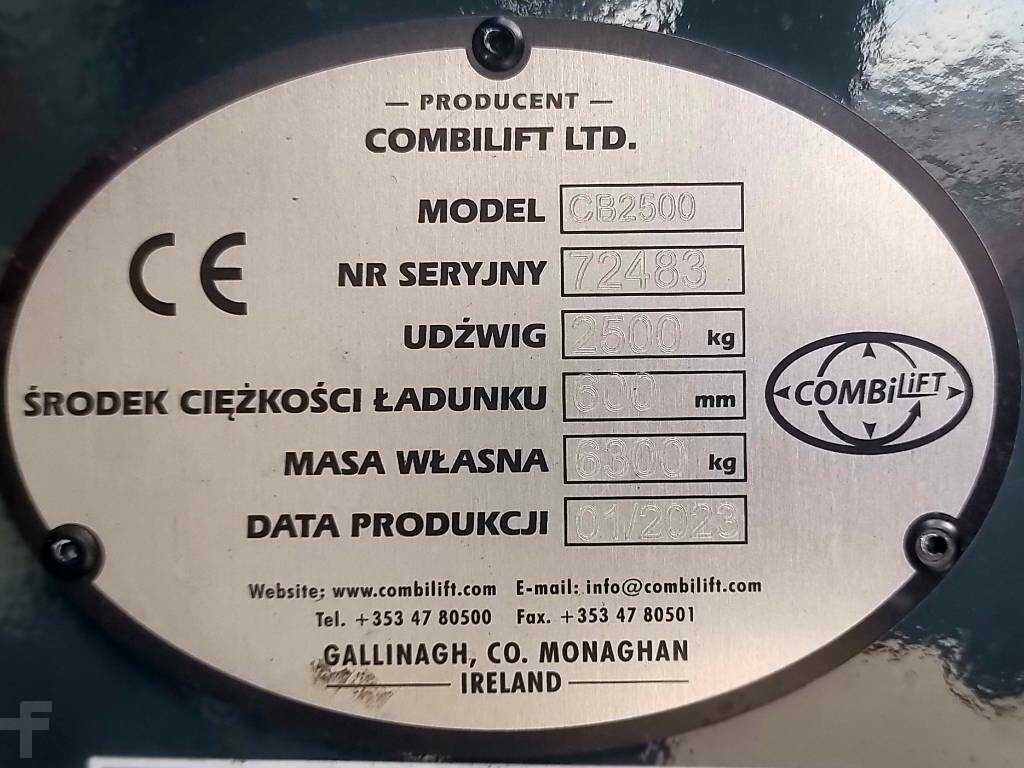 — PRODUCENT —
COMBILIFT LTD.
MODEL CB2500
CE
NR SERYJNY 72483
UDŹWIG 2500 kg
ŚRODEK CIĘŻKOŚCI ŁADUNKU 600 mm
COMBiLiFT
MASA WŁASNA 6300 kg
DATA PRODUKCJI 01/2023
Website; www.combilift.com E-mail: info@combilift.com
Tel. +353 47 80500 Fax. +353 47 80501
GALLINAGH, CO. MONAGHAN
IRELAND